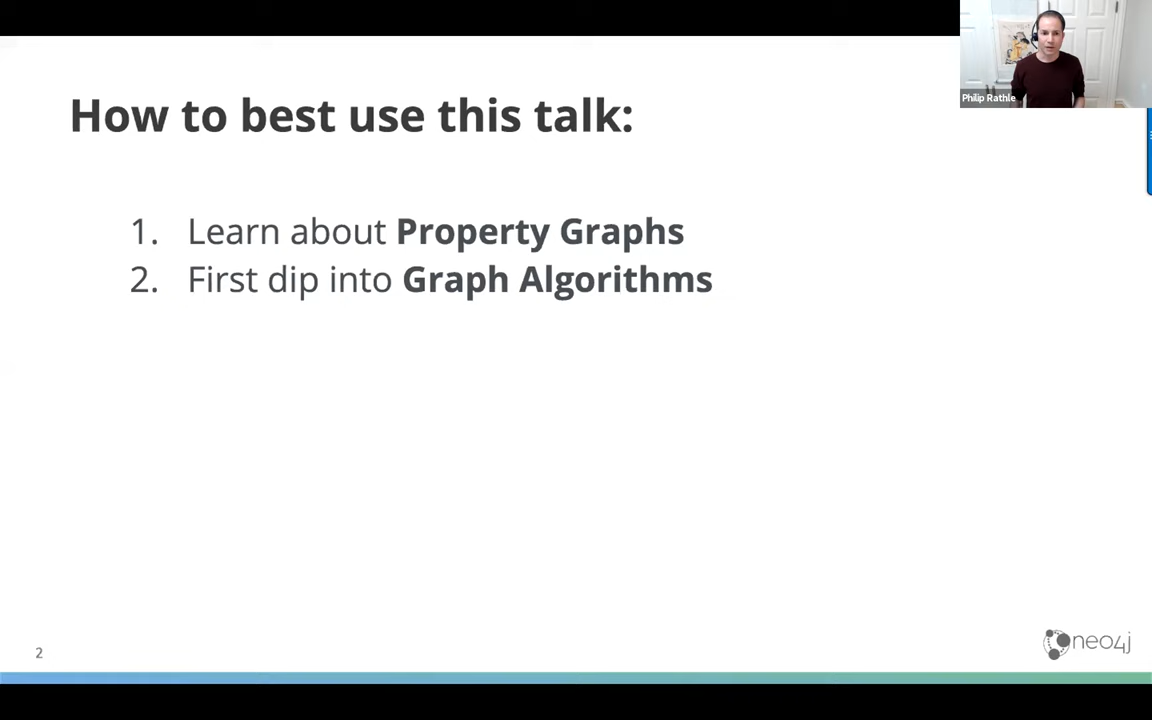 How to best use this talk:
Philip Rathle
1. Learn about Property Graphs
2. First dip into Graph Algorithms
2
neo4j